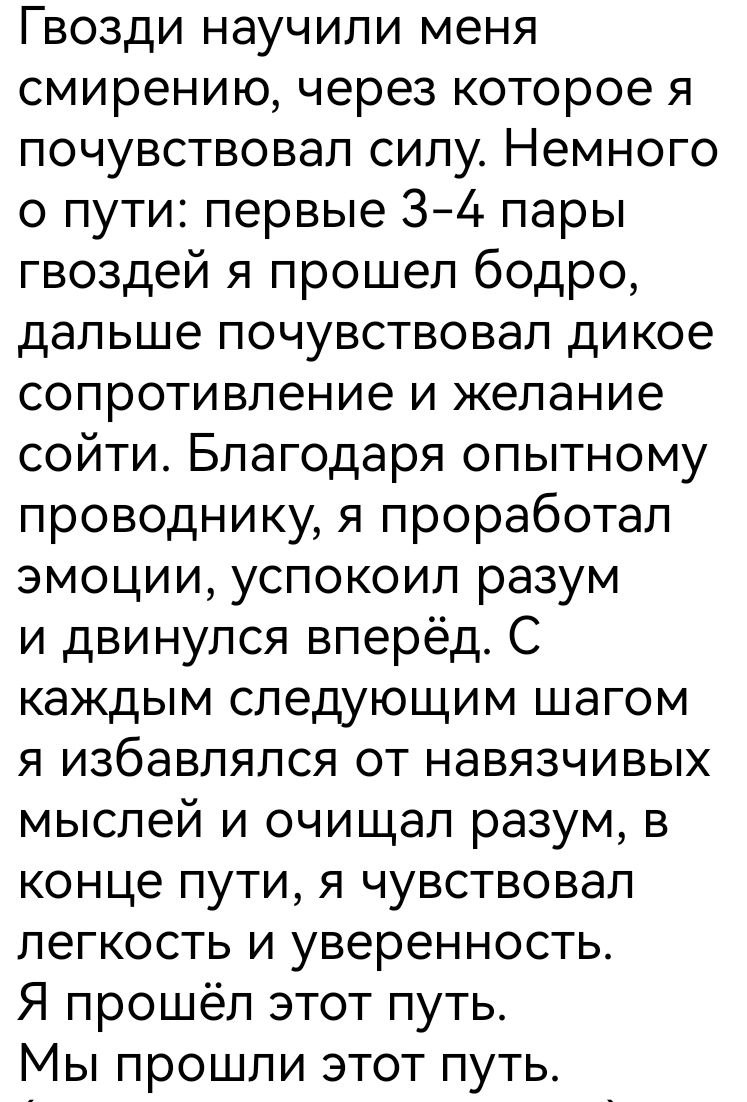 Гвозди научили меня
смирению, через которое я
почувствовал силу. Немного
о пути: первые 3-4 пары
гвоздей я прошел бодро,
дальше почувствовал дикое
сопротивление и желание
сойти. Благодаря опытному
проводнику, я проработал
эмоции, успокоил разум
и двинулся вперёд. С
каждым следующим шагом
я избавлялся от навязчивых
мыслей и очищал разум, в
конце пути, я чувствовал
легкость и уверенность.
Я прошёл этот путь.
Мы прошли этот путь.